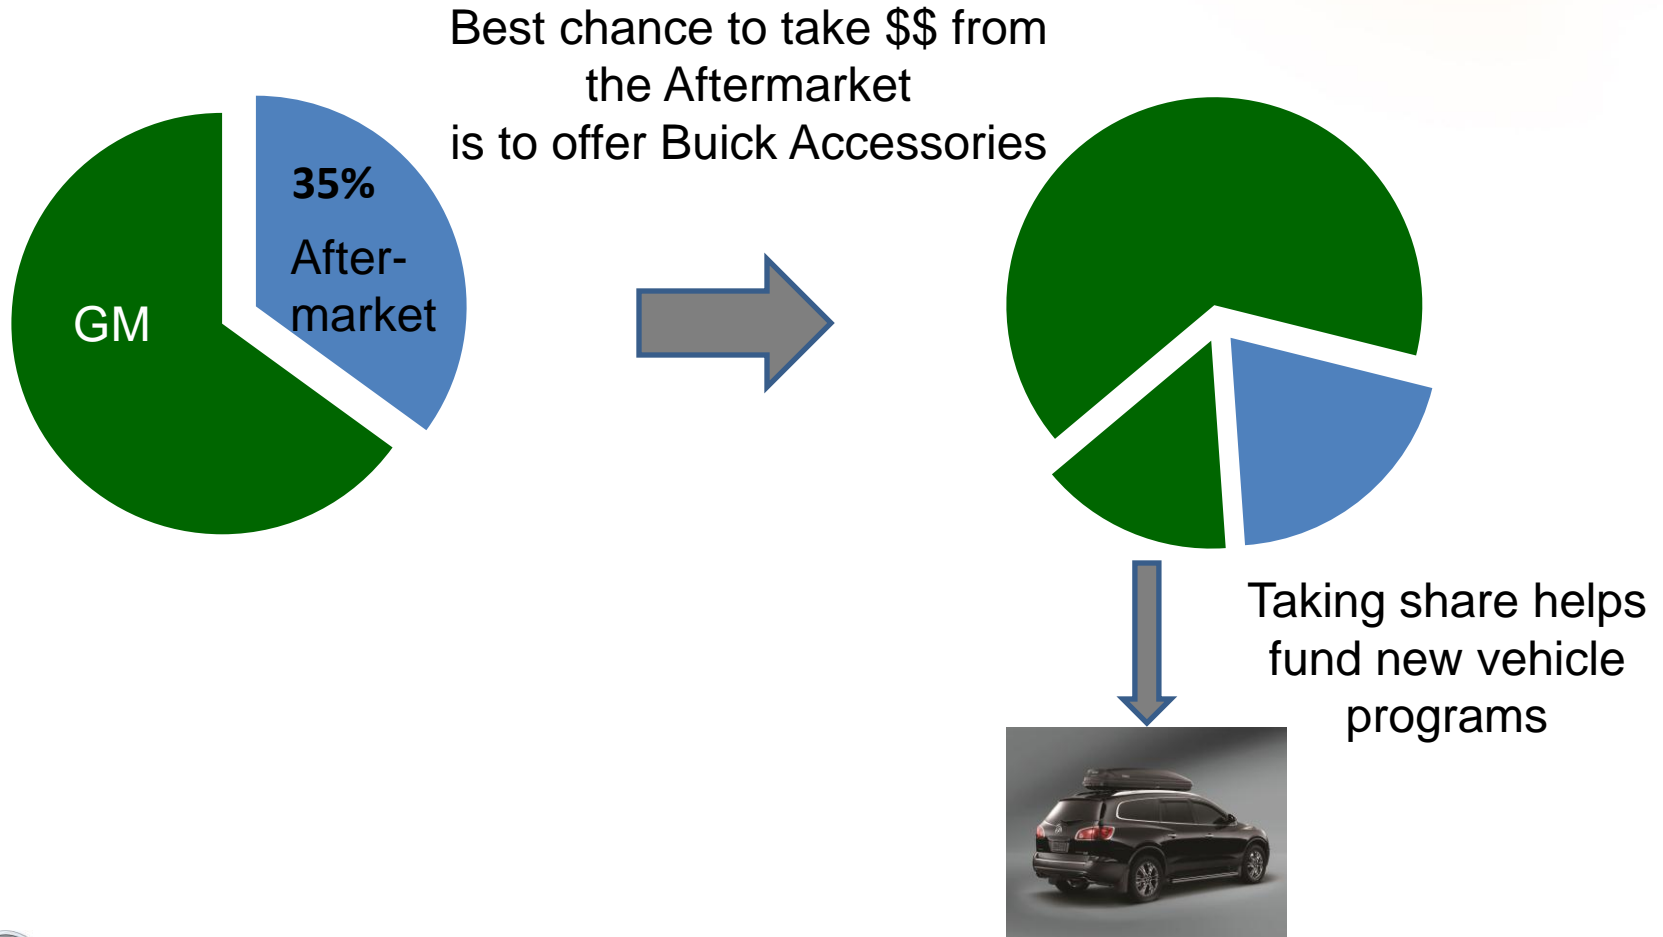 Best chance to take $$ from
the Aftermarket
is to offer Buick Accessories
35%
After-
market
GM
Taking share helps
fund new vehicle
programs